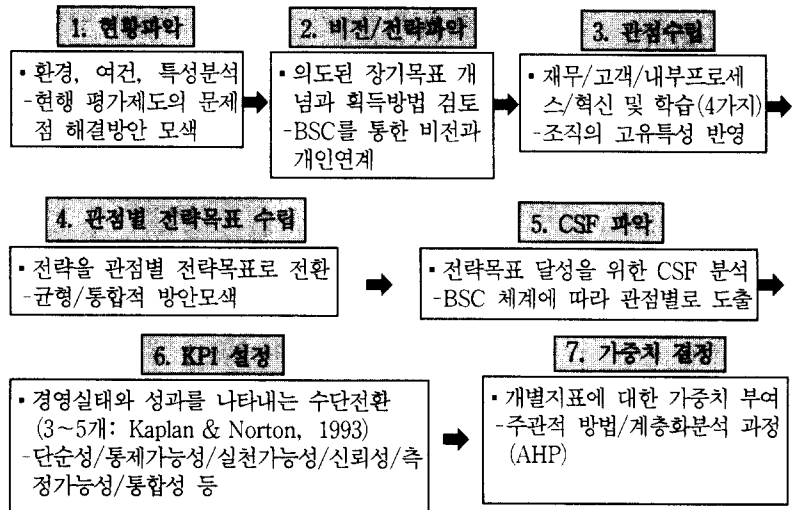 1. 현황파악
▪ 환경, 여건, 특성분석
-현행 평가제도의 문제
점 해결방안 모색
2. 비전/전략파악
▪ 의도된 장기목표 개
념과 획득방법 검토
-BSC를 통한 비전과
개인연계
3. 관점수립
▪ 재무/고객/내부프로세
스/혁신 및 학습(4가지)
-조직의 고유특성 반영
4. 관점별 전략목표 수립
▪ 전략을 관점별 전략목표로 전환
-균형/통합적 방안모색
5. CSF 파악
▪ 전략목표 달성을 위한 CSF 분석
-BSC 체계에 따라 관점별로 도출
6. KPI 설정
▪ 경영실태와 성과를 나타내는 수단전환
(3~5개: Kaplan & Norton, 1993)
-단순성/통제가능성/실천가능성/신뢰성/측
정가능성/통합성 등
7. 가중치 결정
▪ 개별지표에 대한 가중치 부여
-주관적 방법/계층화분석 과정
(AHP)